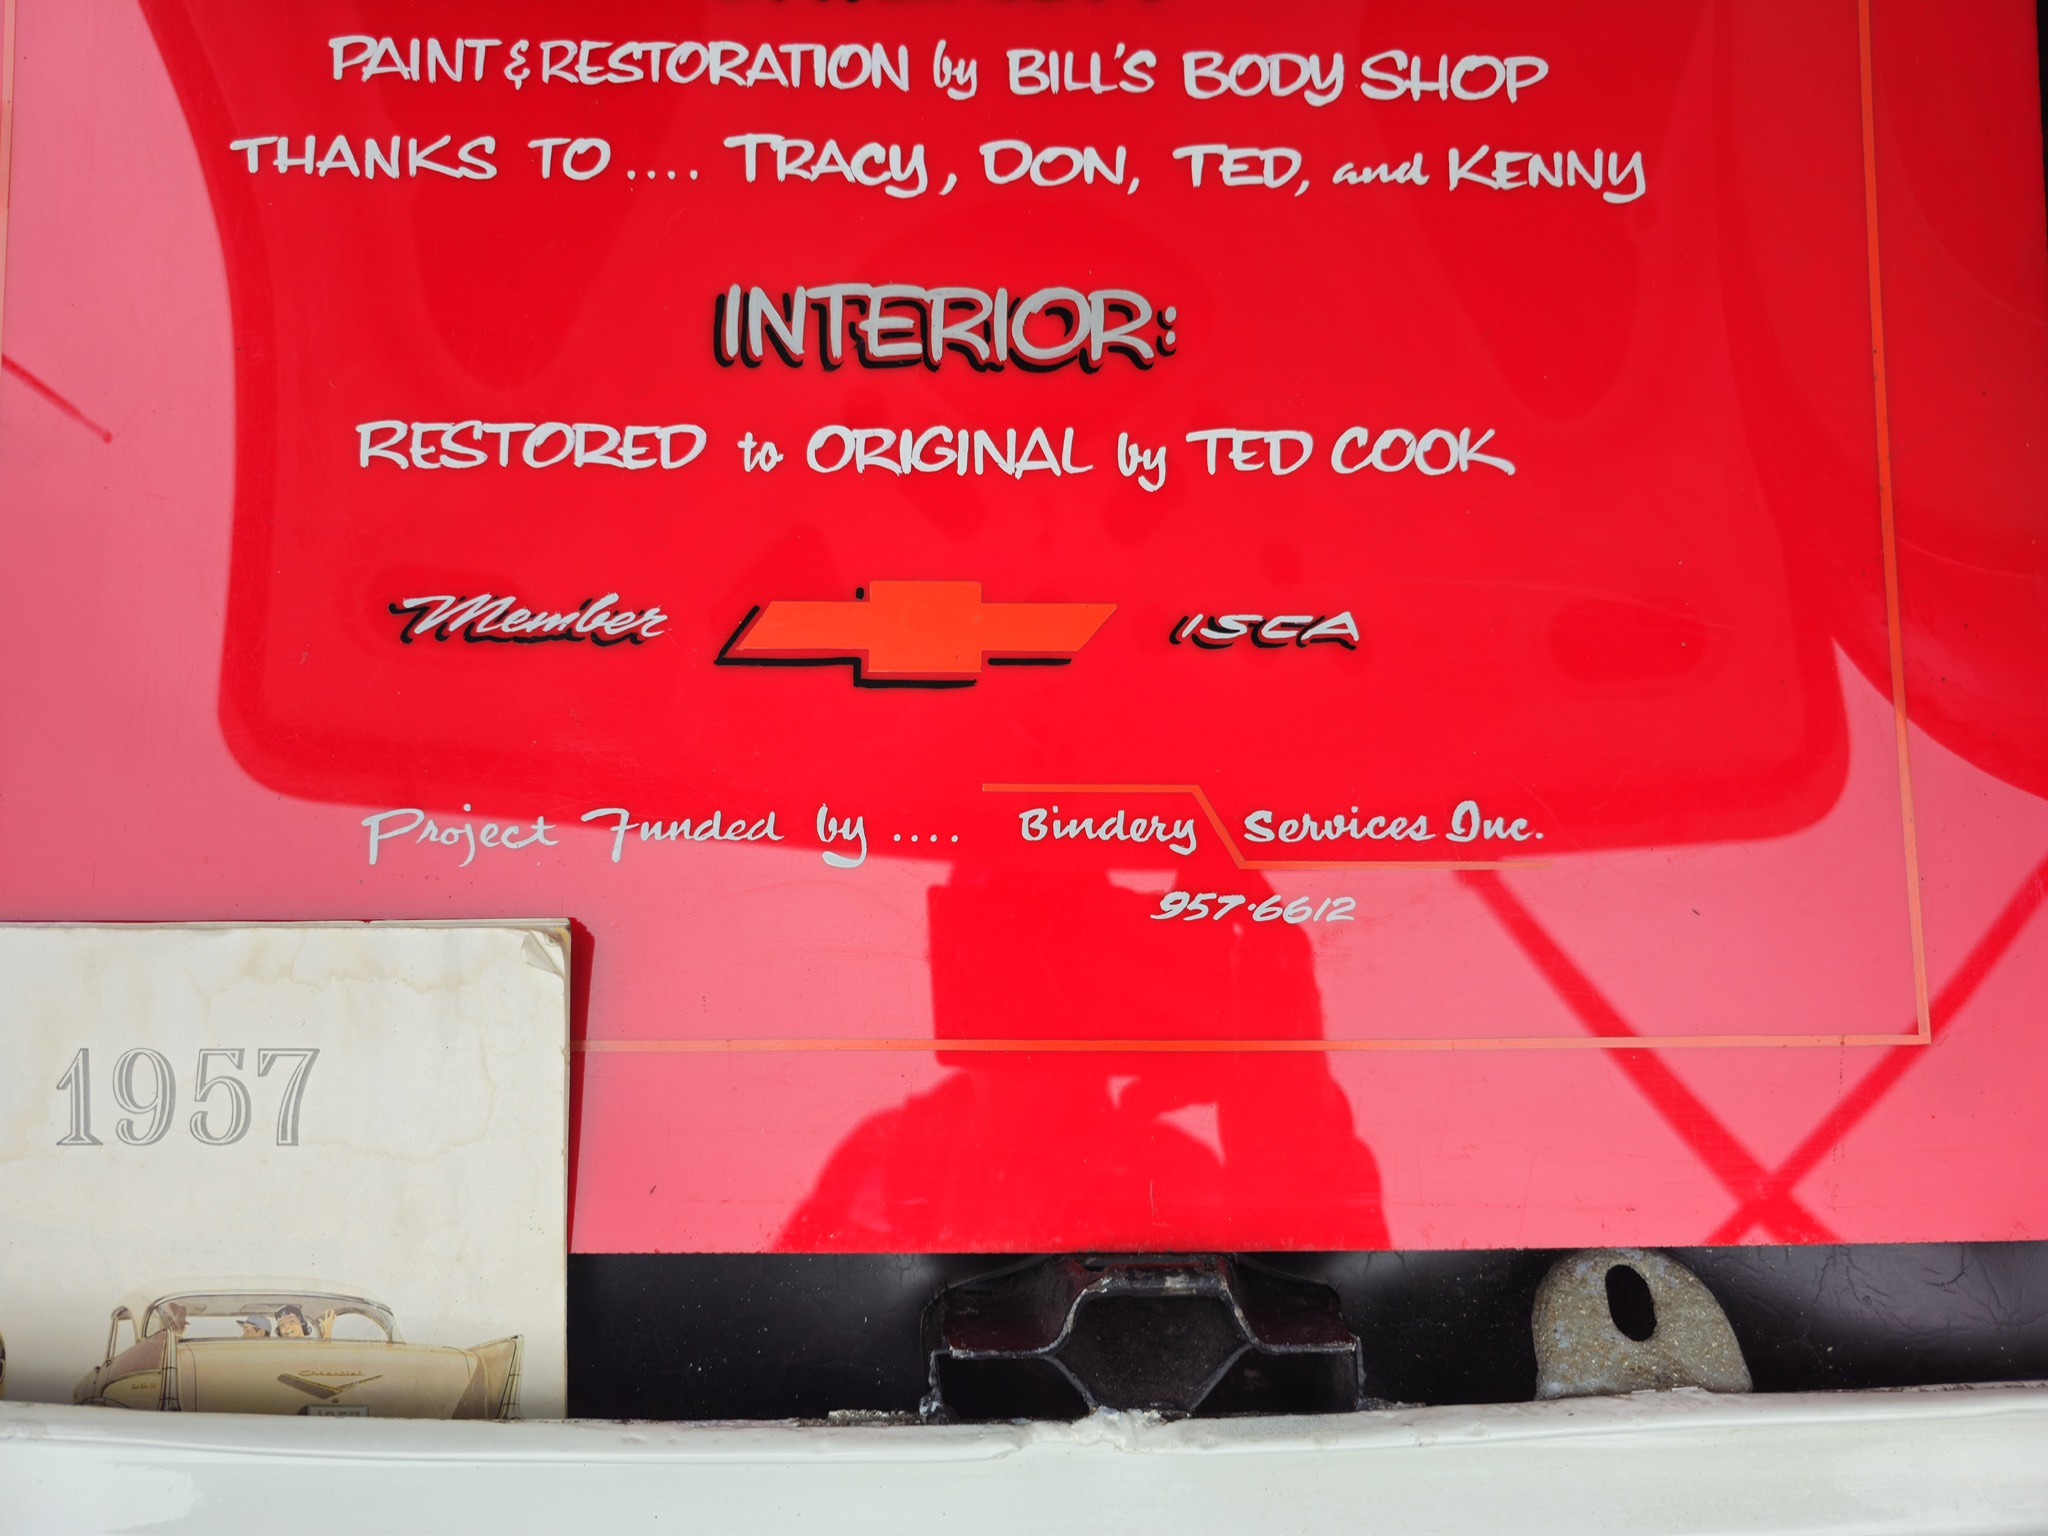 PAINT & RESTORATION by BILL'S BODY SHOP
THANKS TO .... TRACY, DON, TED, and KENNY
INTERIOR:
RESTORED to ORIGINAL by TED COOK
Member ISCA
Project Funded by .... Bindery Services Inc.
957·6612
1957
Chevrolet